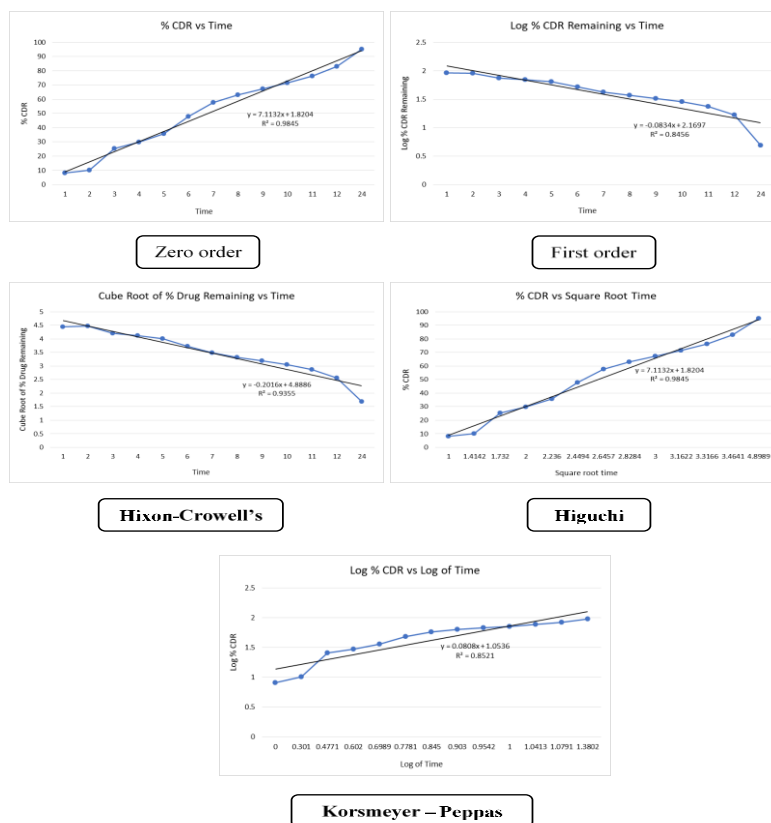 % CDR vs Time
100
90
80
70
60
50
40
30
20
10
0
% CDR
y = 7.1132x + 1.8204
R² = 0.9845
1 2 3 4 5 6 7 8 9 10 11 12 24
Time
Zero order
Log % CDR Remaining vs Time
2.5
2
1.5
1
0.5
0
Log % CDR Remaining
y = -0.0834x + 2.1697
R² = 0.8456
1 2 3 4 5 6 7 8 9 10 11 12 24
Time
First order
Cube Root of % Drug Remaining vs Time
5
4.5
4
3.5
3
2.5
2
1.5
1
0.5
0
Cube Root of % Drug Remaining
y = -0.2016x + 4.8886
R² = 0.9355
1 2 3 4 5 6 7 8 9 10 11 12 24
Time
Hixon-Crowell’s
% CDR vs Square Root Time
100
90
80
70
60
50
40
30
20
10
0
% CDR
y = 7.1132x + 1.8204
R² = 0.9845
1 1.4142 1.732 2 2.236 2.4494 2.6457 2.8284 3 3.1622 3.3166 3.4641 4.8989
Square root time
Higuchi
Log % CDR vs Log of Time
2.5
2
1.5
1
0.5
0
Log % CDR
y = 0.0808x + 1.0536
R² = 0.8521
0 0.301 0.4771 0.602 0.6989 0.7781 0.845 0.903 0.9542 1 1.0413 1.0791 1.3802
Log of Time
Korsmeyer – Peppas